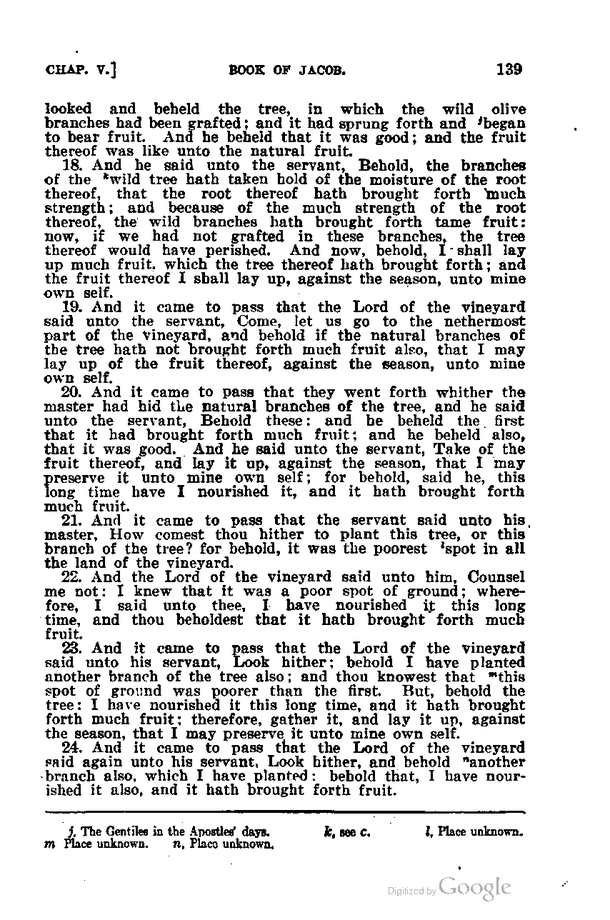 CHAP. V.] BOOK OF JACOB. 139
looked and beheld the tree, in which the wild olive
branches had been grafted; and it had sprung forth and jbegan
to bear fruit. And he beheld that it was good; and the fruit
thereof was like unto the natural fruit.
18. And he said unto the servant, Behold, the branches
of the kwild tree hath taken hold of the moisture of the root
thereof, that the root thereof hath brought forth much
strength; and because of the much strength of the root
thereof, the wild branches hath brought forth tame fruit:
now, if we had not grafted in these branches, the tree
thereof would have perished. And now, behold, I shall lay
up much fruit, which the tree thereof hath brought forth; and
the fruit thereof I shall lay up, against the season, unto mine
own self.
19. And it came to pass that the Lord of the vineyard
said unto the servant, Come, let us go to the nethermost
part of the vineyard, and behold if the natural branches of
the tree hath not brought forth much fruit also, that I may
lay up of the fruit thereof, against the season, unto mine
own self.
20. And it came to pass that they went forth whither the
master had hid the natural branches of the tree, and he said
unto the servant, Behold these: and he beheld the first
that it had brought forth much fruit; and he beheld also,
that it was good. And he said unto the servant, Take of the
fruit thereof, and lay it up, against the season, that I may
preserve it unto mine own self; for behold, said he, this
long time have I nourished it, and it hath brought forth
much fruit.
21. And it came to pass that the servant said unto his
master, How comest thou hither to plant this tree, or this
branch of the tree? for behold, it was the poorest lspot in all
the land of the vineyard.
22. And the Lord of the vineyard said unto him, Counsel
me not: I knew that it was a poor spot of ground; where-
fore, I said unto thee, I have nourished it this long
time, and thou beholdest that it hath brought forth much
fruit.
23. And it came to pass that the Lord of the vineyard
said unto his servant, Look hither; behold I have planted
another branch of the tree also; and thou knowest that mthis
spot of ground was poorer than the first. But, behold the
tree: I have nourished it this long time, and it hath brought
forth much fruit; therefore, gather it, and lay it up, against
the season, that I may preserve it unto mine own self.
24. And it came to pass that the Lord of the vineyard
said again unto his servant, Look hither, and behold nanother
branch also, which I have planted: behold that, I have nour-
ished it also, and it hath brought forth fruit.
j, The Gentiles in the Apostles' days. k, see c. l, Place unknown.
m Place unknown. n, Place unknown.
Digitized by Google